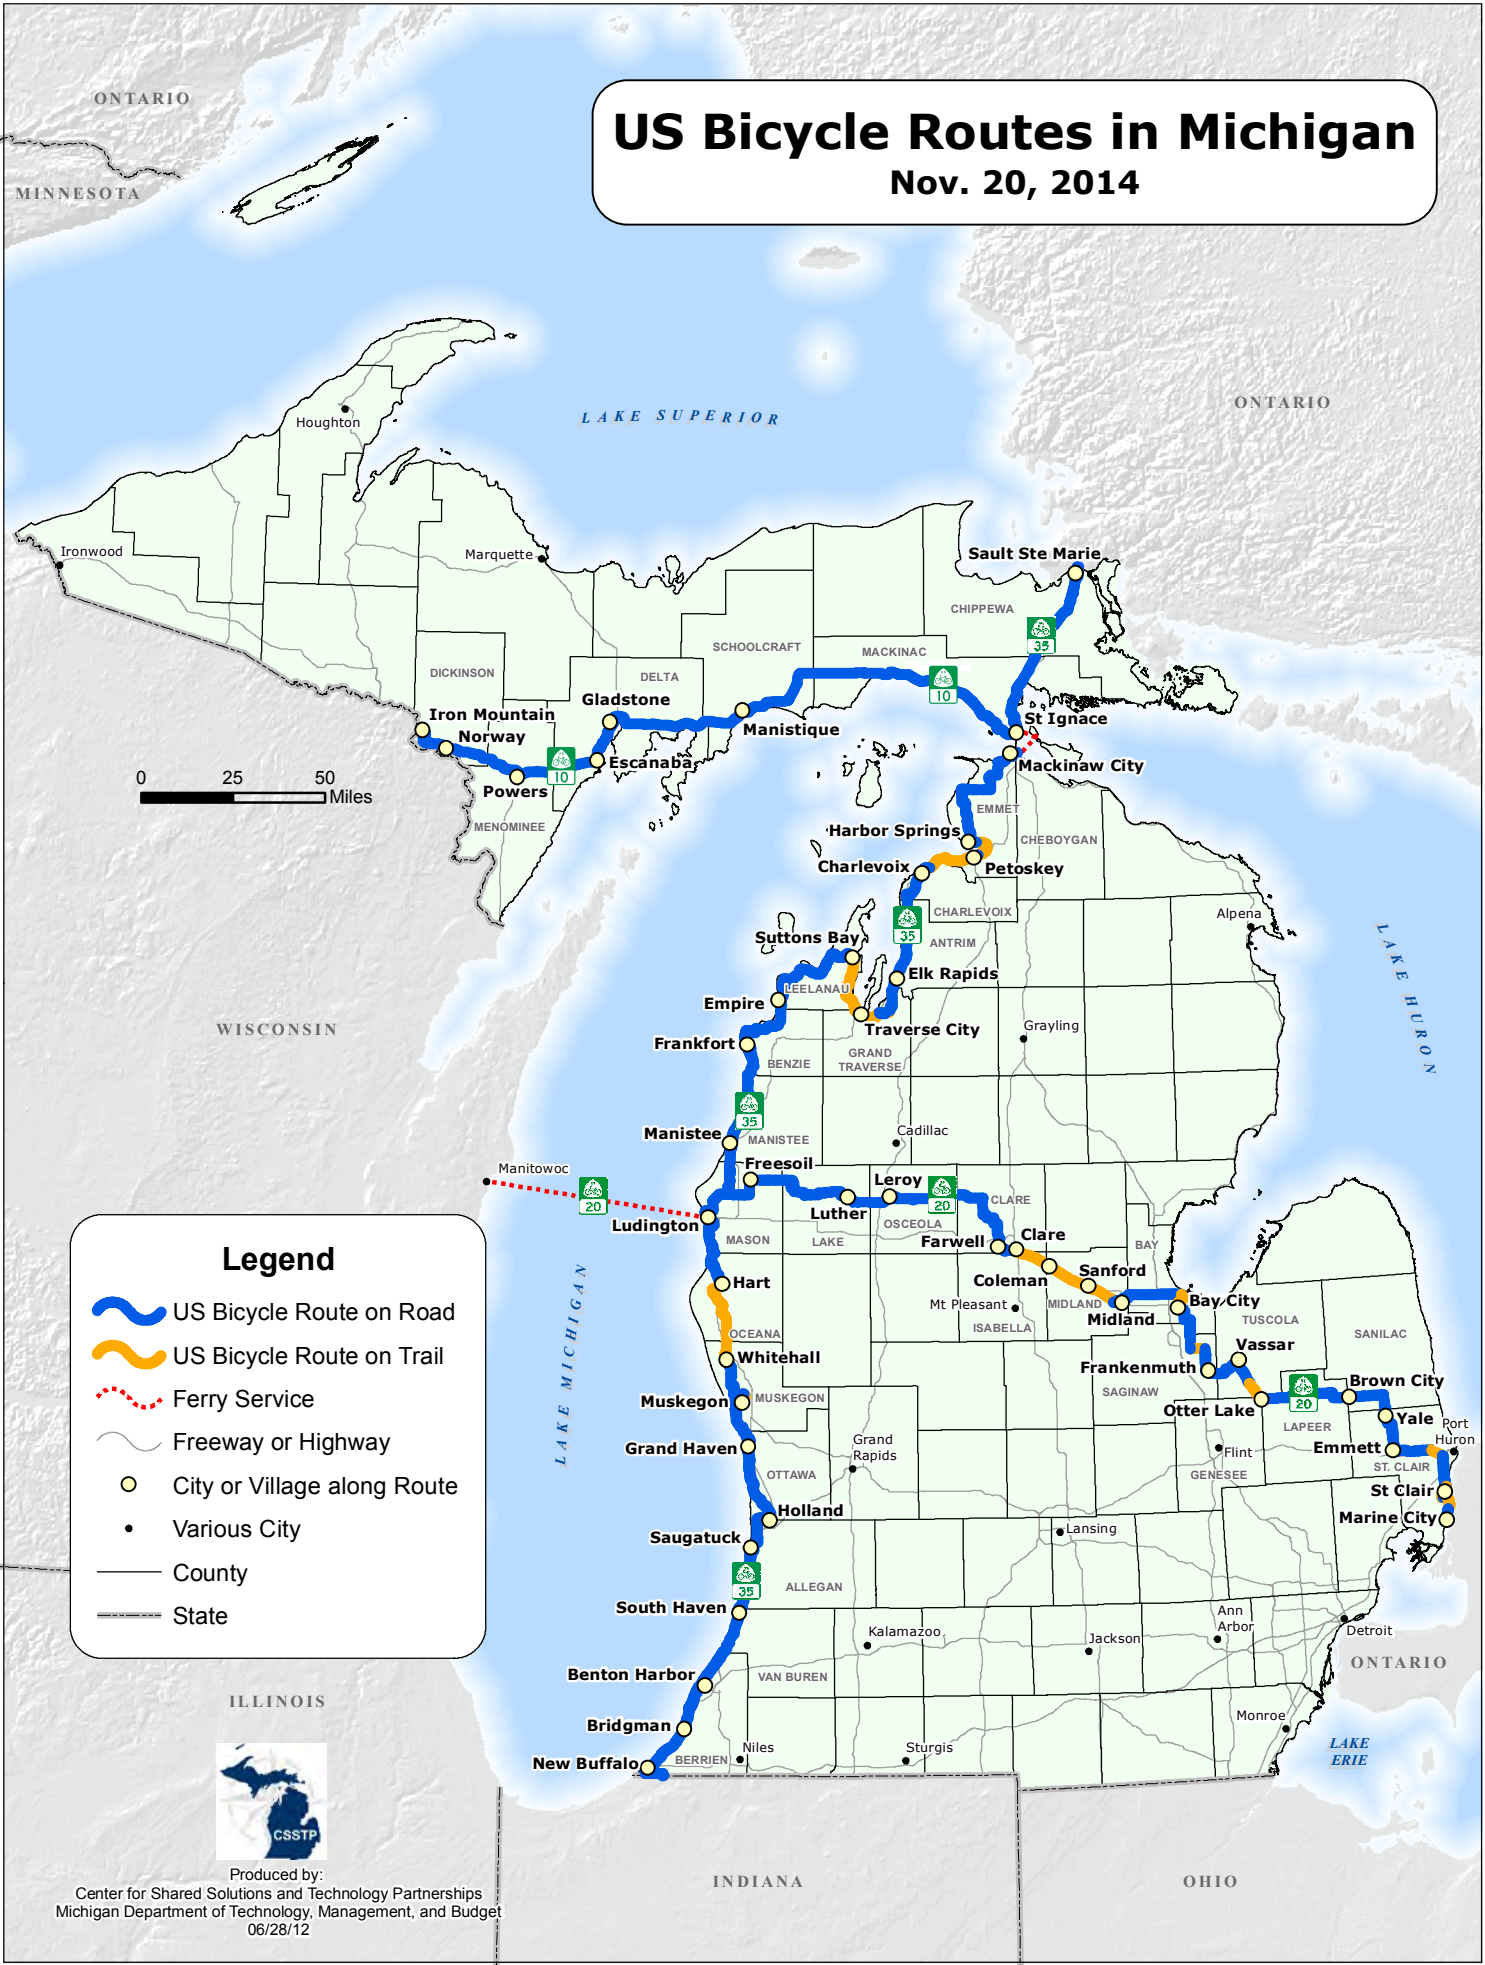 US Bicycle Routes in Michigan
Nov. 20, 2014
ONTARIO
MINNESOTA
ONTARIO
LAKE SUPERIOR
Houghton
Ironwood
Marquette
Sault Ste Marie
CHIPPEWA
35
SCHOOLCRAFT
MACKINAC
DICKINSON
DELTA
10
Gladstone
Iron Mountain
Norway
St Ignace
Manistique
Escanaba
10
Mackinaw City
0 25 50
Miles
Powers
MENOMINEE
EMMET
Harbor Springs
CHEBOYGAN
Charlevoix
Petoskey
CHARLEVOIX
Alpena
35
Suttons Bay
ANTRIM
LAKE HURON
Elk Rapids
LEELANAU
Empire
Traverse City
WISCONSIN
Grayling
Frankfort
BENZIE
GRAND
TRAVERSE
35
Manistee
MANISTEE
Cadillac
Freesoil
Manitowoc
Leroy
20
20
CLARE
Luther
Ludington
OSCEOLA
MASON
LAKE
Farwell
Clare
BAY
Coleman
Sanford
Hart
Mt Pleasant
MIDLAND
Bay City
Midland
ISABELLA
TUSCOLA
OCEANA
SANILAC
Vassar
Whitehall
Frankenmuth
LAKE MICHIGAN
Muskegon
MUSKEGON
SAGINAW
20
Brown City
Otter Lake
Yale
LAPEER
Port
Huron
Grand Haven
Grand
Rapids
Flint
Emmett
OTTAWA
GENESEE
ST. CLAIR
St Clair
Holland
Marine City
Saugatuck
Lansing
35
ALLEGAN
South Haven
Kalamazoo
Jackson
Ann
Arbor
Detroit
ONTARIO
Benton Harbor
VAN BUREN
Bridgman
Monroe
New Buffalo
BERRIEN
Niles
Sturgis
LAKE
ERIE
Legend
US Bicycle Route on Road
US Bicycle Route on Trail
Ferry Service
Freeway or Highway
City or Village along Route
Various City
County
State
ILLINOIS
INDIANA
OHIO
CSSTP
Produced by:
Center for Shared Solutions and Technology Partnerships
Michigan Department of Technology, Management, and Budget
06/28/12